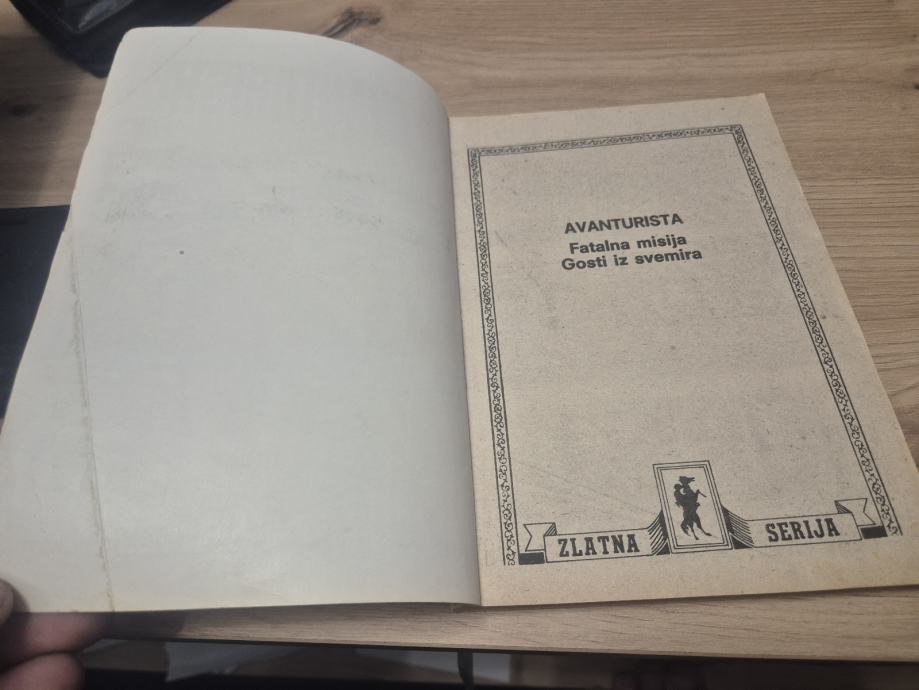 AVANTURISTA
Fatalna misija
Gosti iz svemira
ZLATNA SERIJA